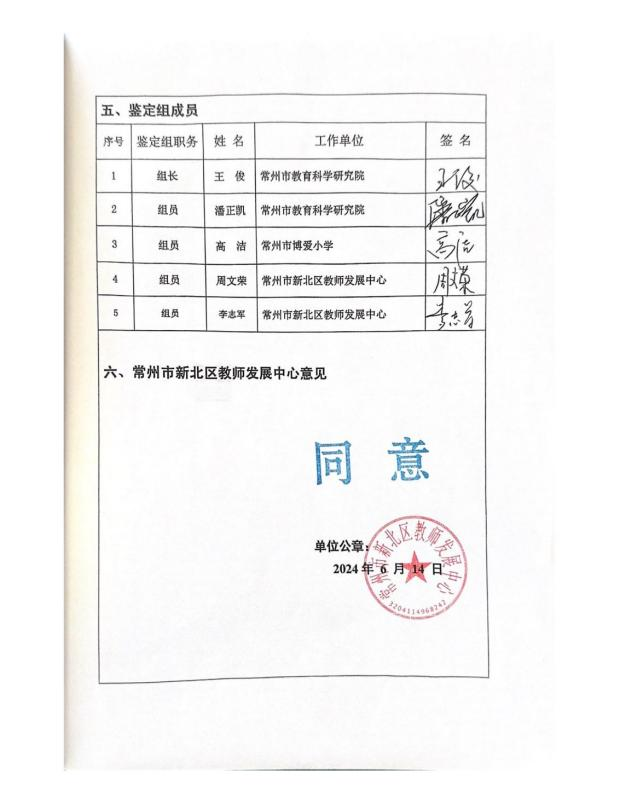 五、鉴定组成员
序号 鉴定组职务 姓 名 工作单位 签 名
1 组长 王 俊 常州市教育科学研究院 王俊
2 组员 潘正凯 常州市教育科学研究院 潘正凯
3 组员 高 洁 常州市博爱小学 高洁
4 组员 周文荣 常州市新北区教师发展中心 周文荣
5 组员 李志军 常州市新北区教师发展中心 李志军
六、常州市新北区教师发展中心意见
同 意
单位公章：
2024 年 6 月 14 日
常州市新北区教师发展中心
3204114968242